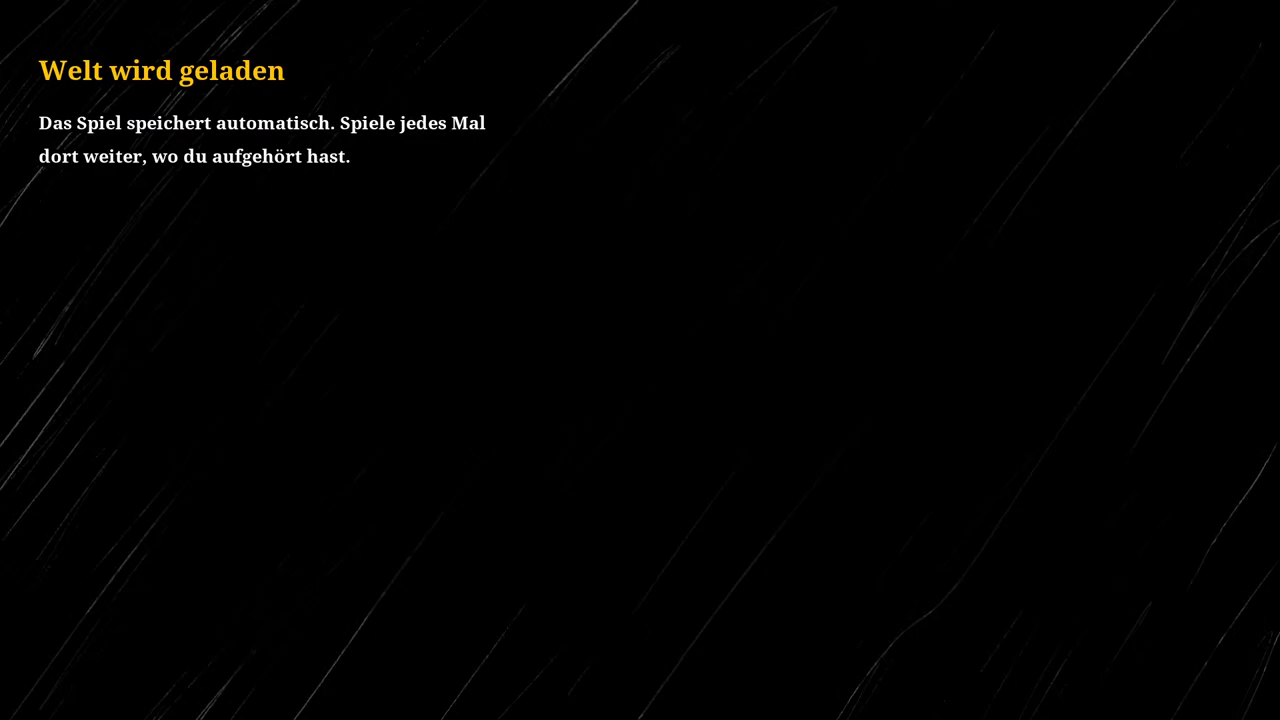 Welt wird geladen
Das Spiel speichert automatisch. Spiele jedes Mal
dort weiter, wo du aufgehört hast.